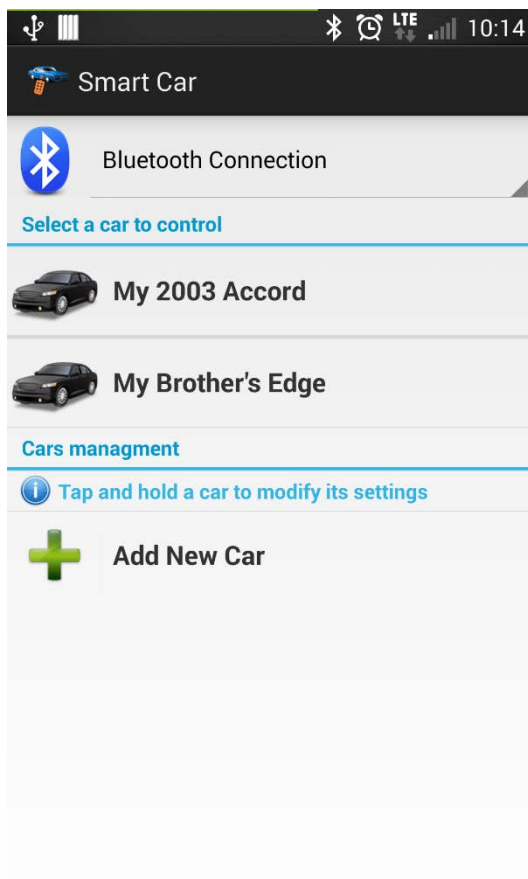 LTE 10:14
Smart Car
Bluetooth Connection
Select a car to control
My 2003 Accord
My Brother's Edge
Cars managment
Tap and hold a car to modify its settings
Add New Car